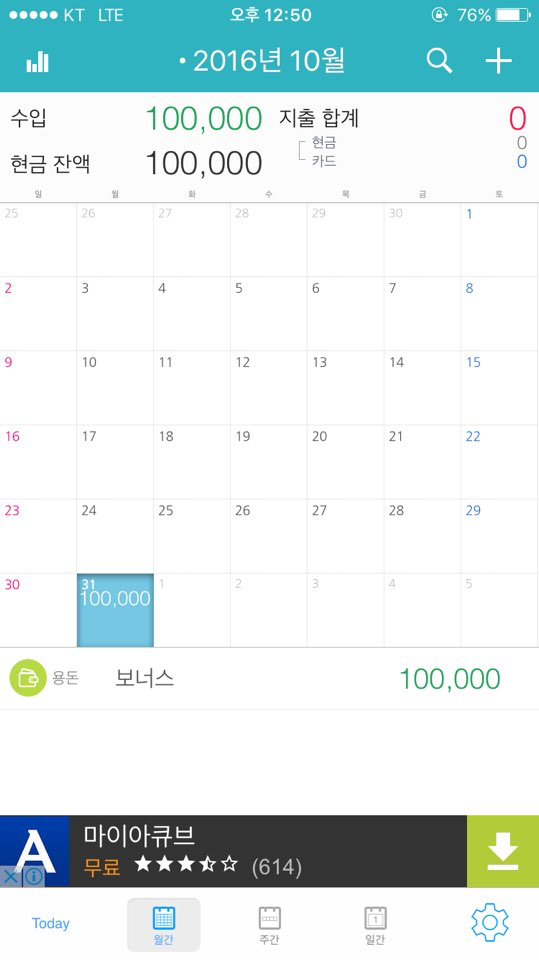 KT LTE 오후 12:50 76%
• 2016년 10월
수입 100,000 지출 합계 0
현금 0
현금 잔액 100,000 카드 0
일 월 화 수 목 금 토
25 26 27 28 29 30 1
2 3 4 5 6 7 8
9 10 11 12 13 14 15
16 17 18 19 20 21 22
23 24 25 26 27 28 29
30 31 1 2 3 4 5
100,000
용돈 보너스 100,000
마이아큐브
무료 (614)
Today 월간 주간 일간